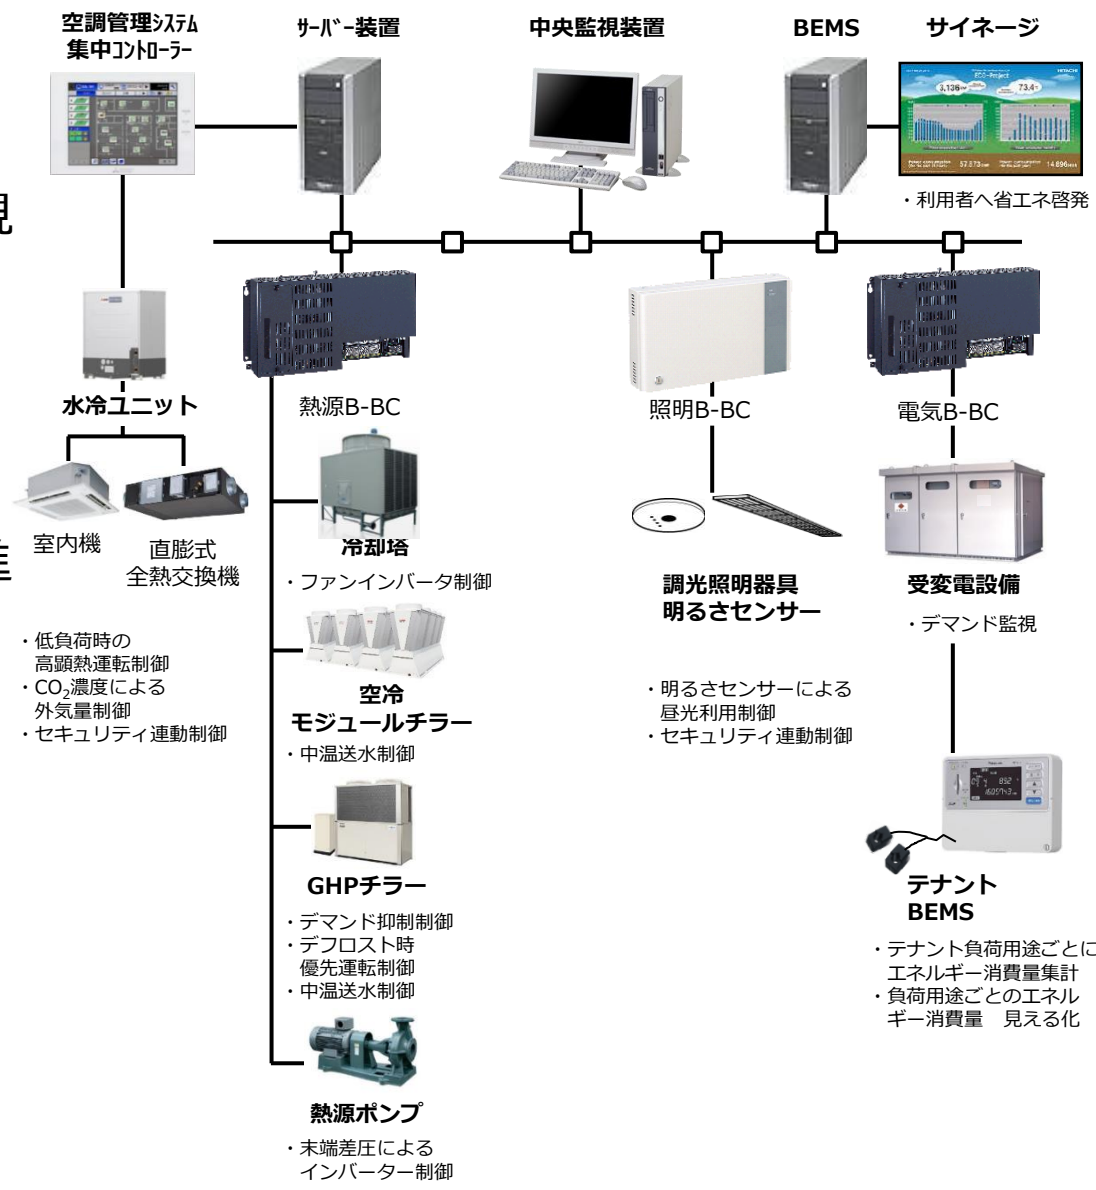 空調管理ｼｽﾃﾑ
集中ｺﾝﾄﾛｰﾗｰ
ｻｰﾊﾞｰ装置
中央監視装置
BEMS
サイネージ
ECO-Project
HITACHI
3,136
73.4
57,573
14,696
・利用者へ省エネ啓発
視
水冷ユニット
室内機
直膨式
全熱交換機
・低負荷時の
高顕熱運転制御
・CO₂濃度による
外気量制御
・セキュリティ連動制御
熱源B-BC
冷却塔
・ファンインバータ制御
空冷
モジュールチラー
・中温送水制御
GHPチラー
・デマンド抑制制御
・デフロスト時
優先運転制御
・中温送水制御
熱源ポンプ
・末端差圧による
インバーター制御
照明B-BC
調光照明器具
明るさセンサー
・明るさセンサーによる
昼光利用制御
・セキュリティ連動制御
電気B-BC
受変電設備
・デマンド監視
テナント
BEMS
・テナント負荷用途ごとに
エネルギー消費量集計
・負荷用途ごとのエネル
ギー消費量　見える化